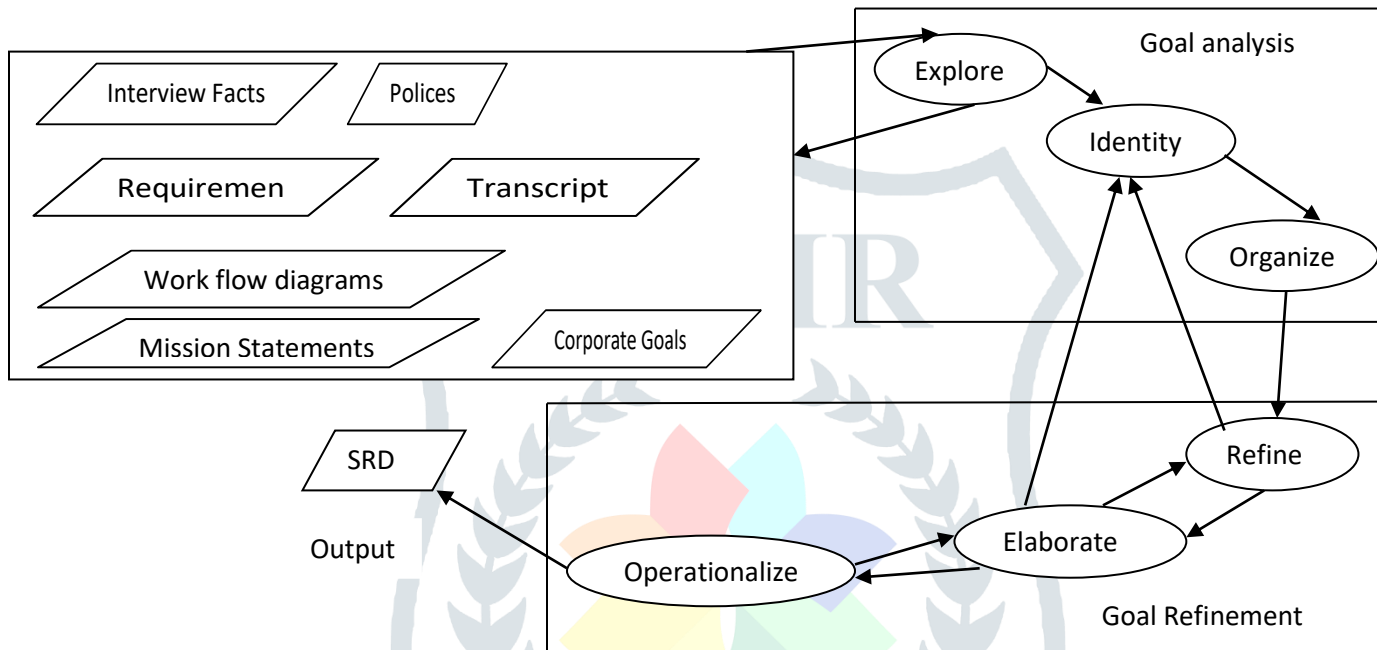 Goal analysis
Explore
Interview Facts
Polices
Identity
Requiremen
Transcript
Organize
Work flow diagrams
Mission Statements
Corporate Goals
SRD
Refine
Elaborate
Output
Operationalize
Goal Refinement